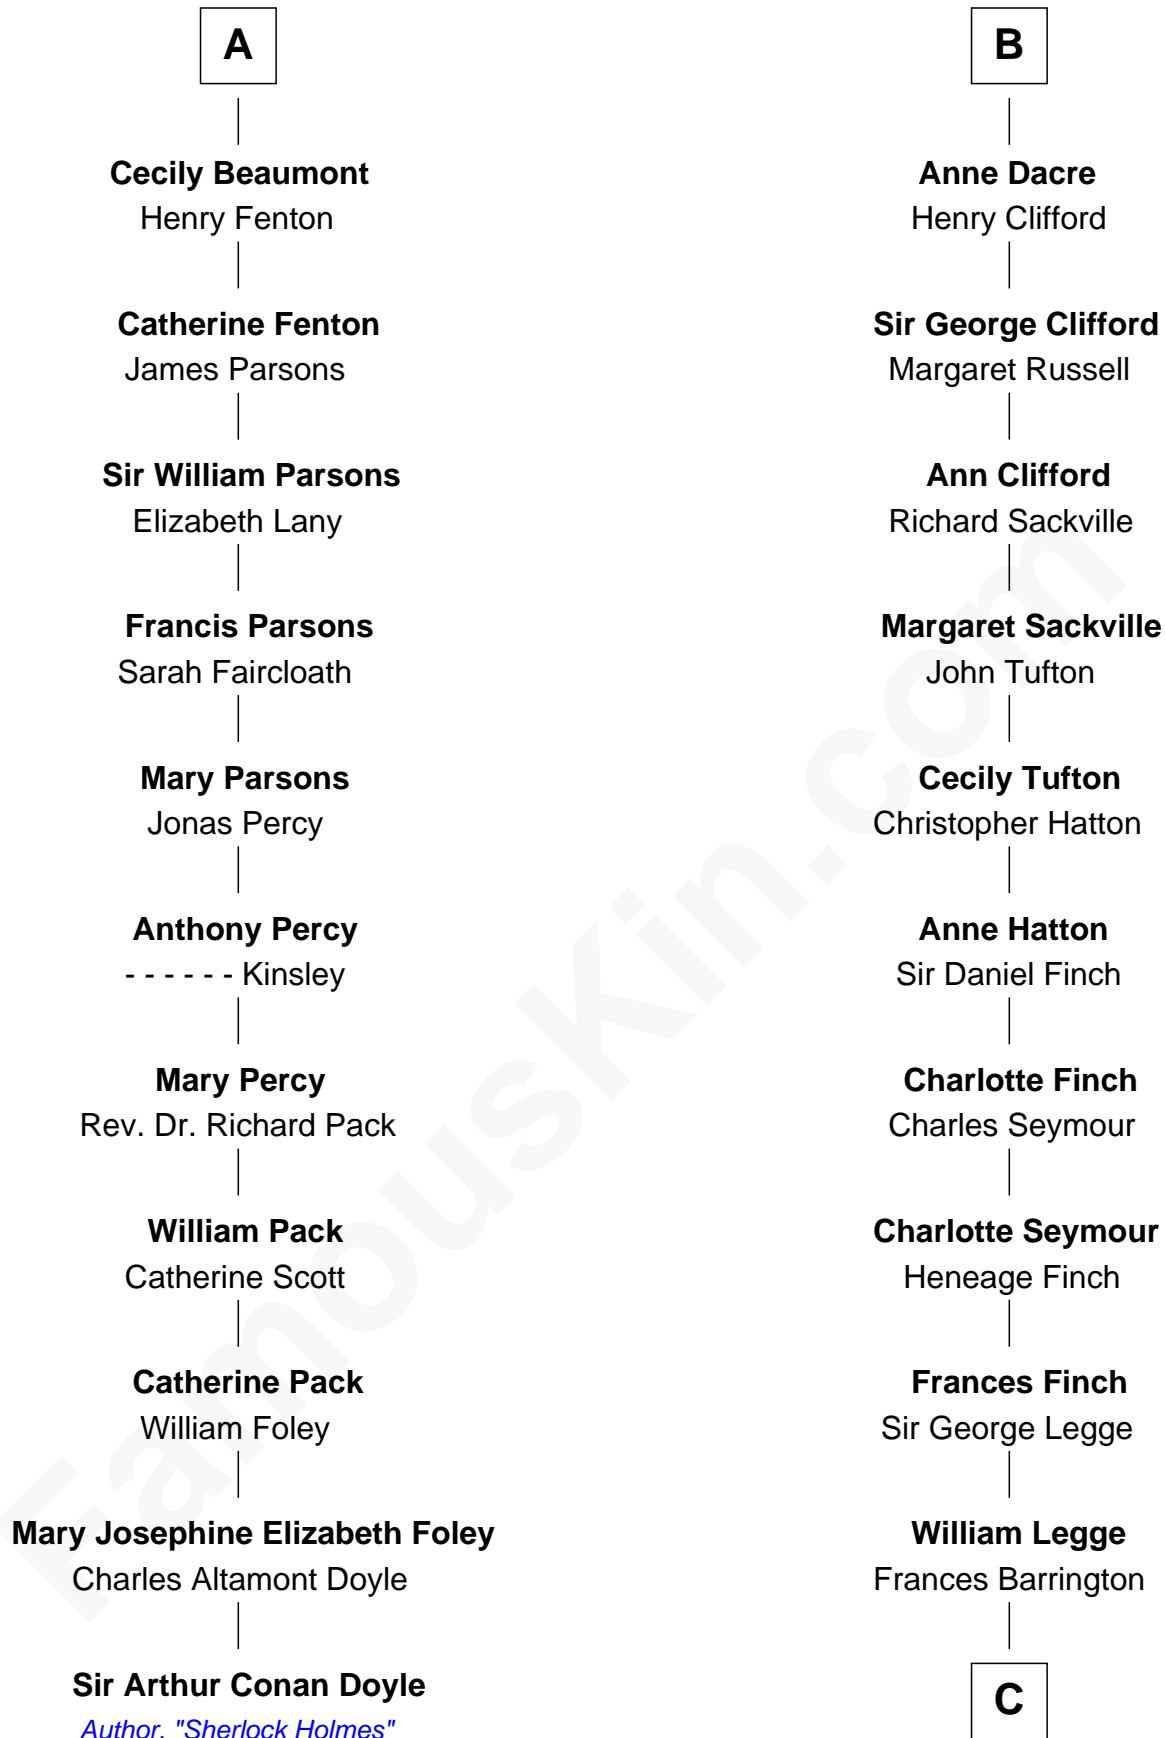 A
Cecily Beaumont
Henry Fenton
Catherine Fenton
James Parsons
Sir William Parsons
Elizabeth Lany
Francis Parsons
Sarah Faircloath
Mary Parsons
Jonas Percy
Anthony Percy
- - - - - - Kinsley
Mary Percy
Rev. Dr. Richard Pack
William Pack
Catherine Scott
Catherine Pack
William Foley
Mary Josephine Elizabeth Foley
Charles Altamont Doyle
Sir Arthur Conan Doyle
Author, "Sherlock Holmes"
B
Anne Dacre
Henry Clifford
Sir George Clifford
Margaret Russell
Ann Clifford
Richard Sackville
Margaret Sackville
John Tufton
Cecily Tufton
Christopher Hatton
Anne Hatton
Sir Daniel Finch
Charlotte Finch
Charles Seymour
Charlotte Seymour
Heneage Finch
Frances Finch
Sir George Legge
William Legge
Frances Barrington
C
FamousKin.com